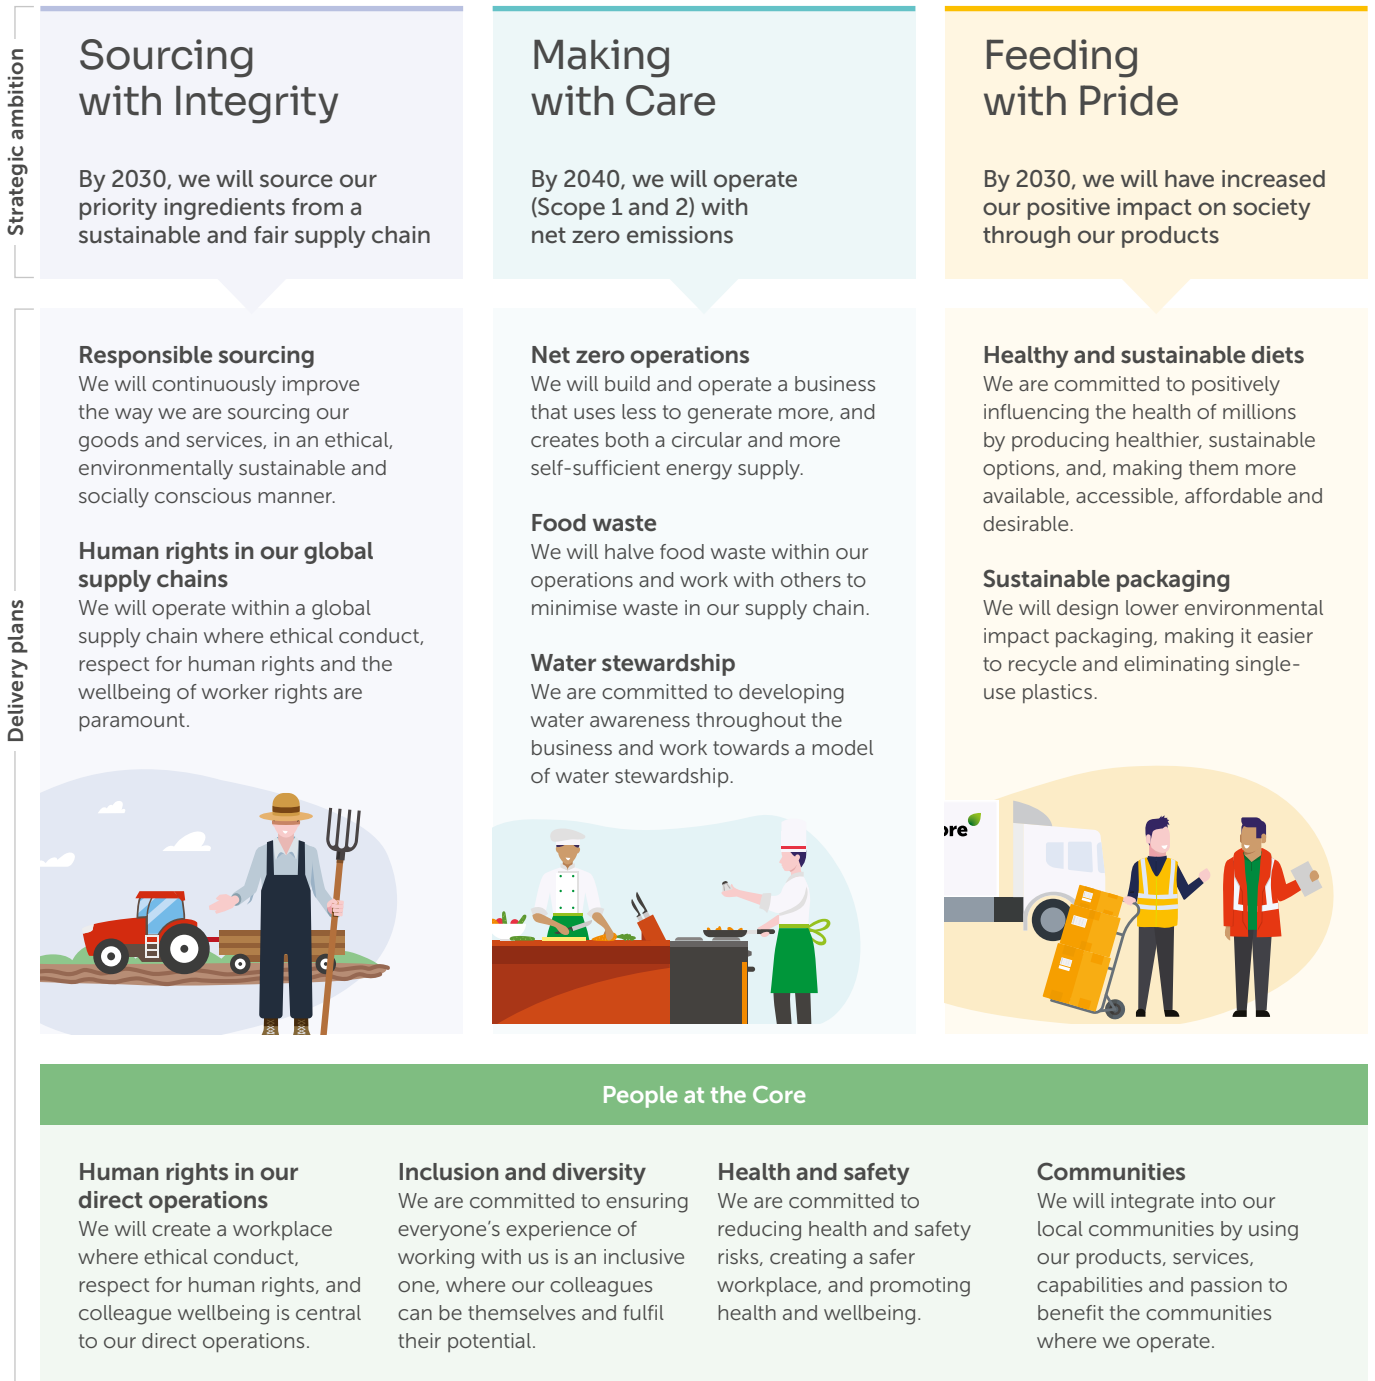 Strategic ambition
Sourcing
with Integrity
By 2030, we will source our
priority ingredients from a
sustainable and fair supply chain
Making
with Care
By 2040, we will operate
(Scope 1 and 2) with
net zero emissions
Feeding
with Pride
By 2030, we will have increased
our positive impact on society
through our products
Delivery plans
Responsible sourcing
We will continuously improve
the way we are sourcing our
goods and services, in an ethical,
environmentally sustainable and
socially conscious manner.
Human rights in our global
supply chains
We will operate within a global
supply chain where ethical conduct,
respect for human rights and the
wellbeing of worker rights are
paramount.
Net zero operations
We will build and operate a business
that uses less to generate more, and
creates both a circular and more
self-sufficient energy supply.
Food waste
We will halve food waste within our
operations and work with others to
minimise waste in our supply chain.
Water stewardship
We are committed to developing
water awareness throughout the
business and work towards a model
of water stewardship.
Healthy and sustainable diets
We are committed to positively
influencing the health of millions
by producing healthier, sustainable
options, and, making them more
available, accessible, affordable and
desirable.
Sustainable packaging
We will design lower environmental
impact packaging, making it easier
to recycle and eliminating single-
use plastics.
ore
People at the Core
Human rights in our
direct operations
We will create a workplace
where ethical conduct,
respect for human rights, and
colleague wellbeing is central
to our direct operations.
Inclusion and diversity
We are committed to ensuring
everyone's experience of
working with us is an inclusive
one, where our colleagues
can be themselves and fulfil
their potential.
Health and safety
We are committed to
reducing health and safety
risks, creating a safer
workplace, and promoting
health and wellbeing.
Communities
We will integrate into our
local communities by using
our products, services,
capabilities and passion to
benefit the communities
where we operate.